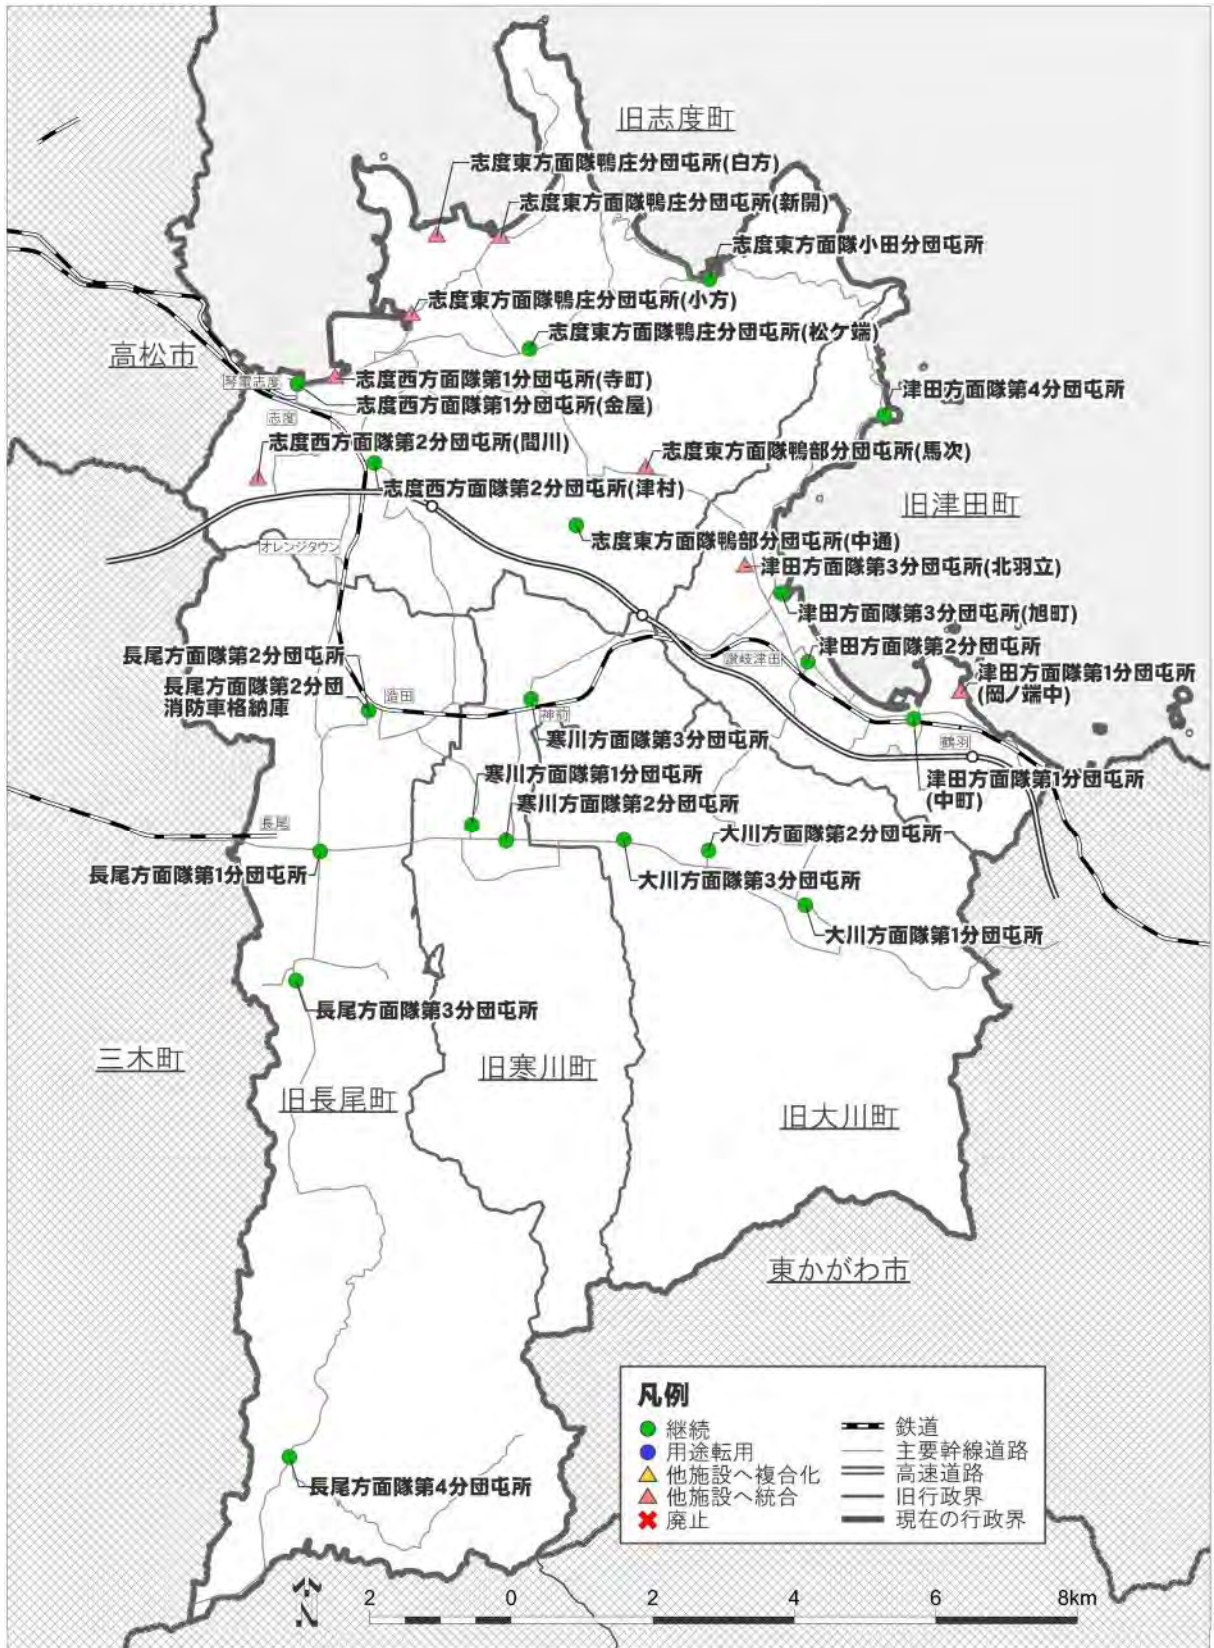 旧志度町
志度東方面隊鴨庄分団屯所(白方)
志度東方面隊鴨庄分団屯所(新開)
志度東方面隊小田分団屯所
志度東方面隊鴨庄分団屯所(小方)
志度東方面隊鴨庄分団屯所(松ケ端)
高松市
琴電志度
志度西方面隊第1分団屯所(寺町)
志度西方面隊第1分団屯所(金屋)
津田方面隊第4分団屯所
志度
志度西方面隊第2分団屯所(間川)
志度東方面隊鴨部分団屯所(馬次)
志度西方面隊第2分団屯所(津村)
旧津田町
志度東方面隊鴨部分団屯所(中通)
オレンジタウン
津田方面隊第3分団屯所(北羽立)
津田方面隊第3分団屯所(旭町)
津田方面隊第2分団屯所
讃岐津田
長尾方面隊第2分団屯所
津田方面隊第1分団屯所
(岡ノ端中)
長尾方面隊第2分団
消防車格納庫
造田
神前
寒川方面隊第3分団屯所
鶴羽
寒川方面隊第1分団屯所
津田方面隊第1分団屯所
(中町)
寒川方面隊第2分団屯所
長尾
大川方面隊第2分団屯所
長尾方面隊第1分団屯所
大川方面隊第3分団屯所
大川方面隊第1分団屯所
長尾方面隊第3分団屯所
三木町
旧寒川町
旧長尾町
旧大川町
東かがわ市
長尾方面隊第4分団屯所
凡例
継続
用途転用
他施設へ複合化
他施設へ統合
廃止
鉄道
主要幹線道路
高速道路
旧行政界
現在の行政界
N
2 0 2 4 6 8km